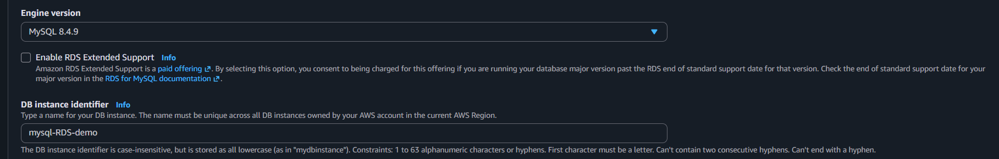 Engine version
MySQL 8.4.9
Enable RDS Extended Support Info
Amazon RDS Extended Support is a paid offering. By selecting this option, you consent to being charged for this offering if you are running your database major version past the RDS end of standard support date for that version. Check the end of standard support date for your
major version in the RDS for MySQL documentation.
DB instance identifier Info
Type a name for your DB instance. The name must be unique across all DB instances owned by your AWS account in the current AWS Region.
mysql-RDS-demo
The DB instance identifier is case-insensitive, but is stored as all lowercase (as in "mydbinstance"). Constraints: 1 to 63 alphanumeric characters or hyphens. First character must be a letter. Can't contain two consecutive hyphens. Can't end with a hyphen.